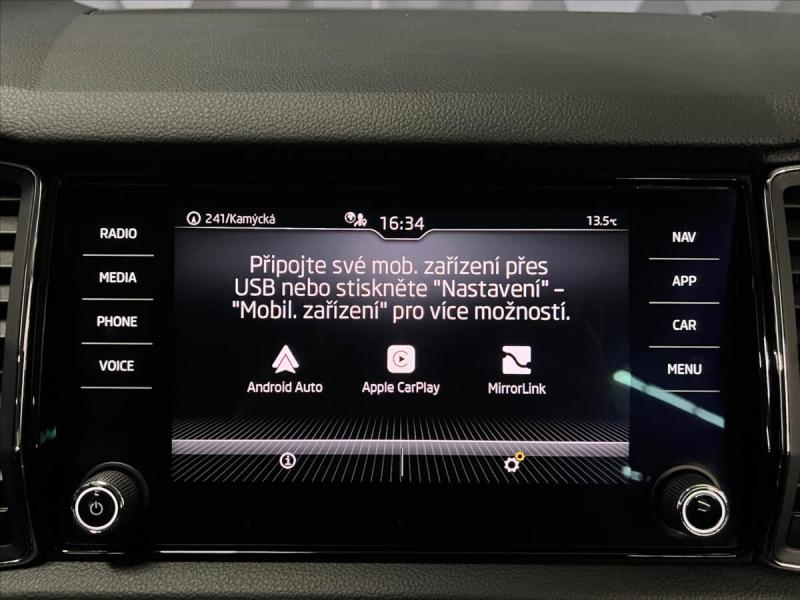 241/Kamýcká
16:34
13.5°C
RADIO
MEDIA
PHONE
VOICE
Připojte své mob. zařízení přes
USB nebo stiskněte "Nastavení" –
"Mobil. zařízení" pro více možností.
Android Auto
Apple CarPlay
MirrorLink
NAV
APP
CAR
MENU